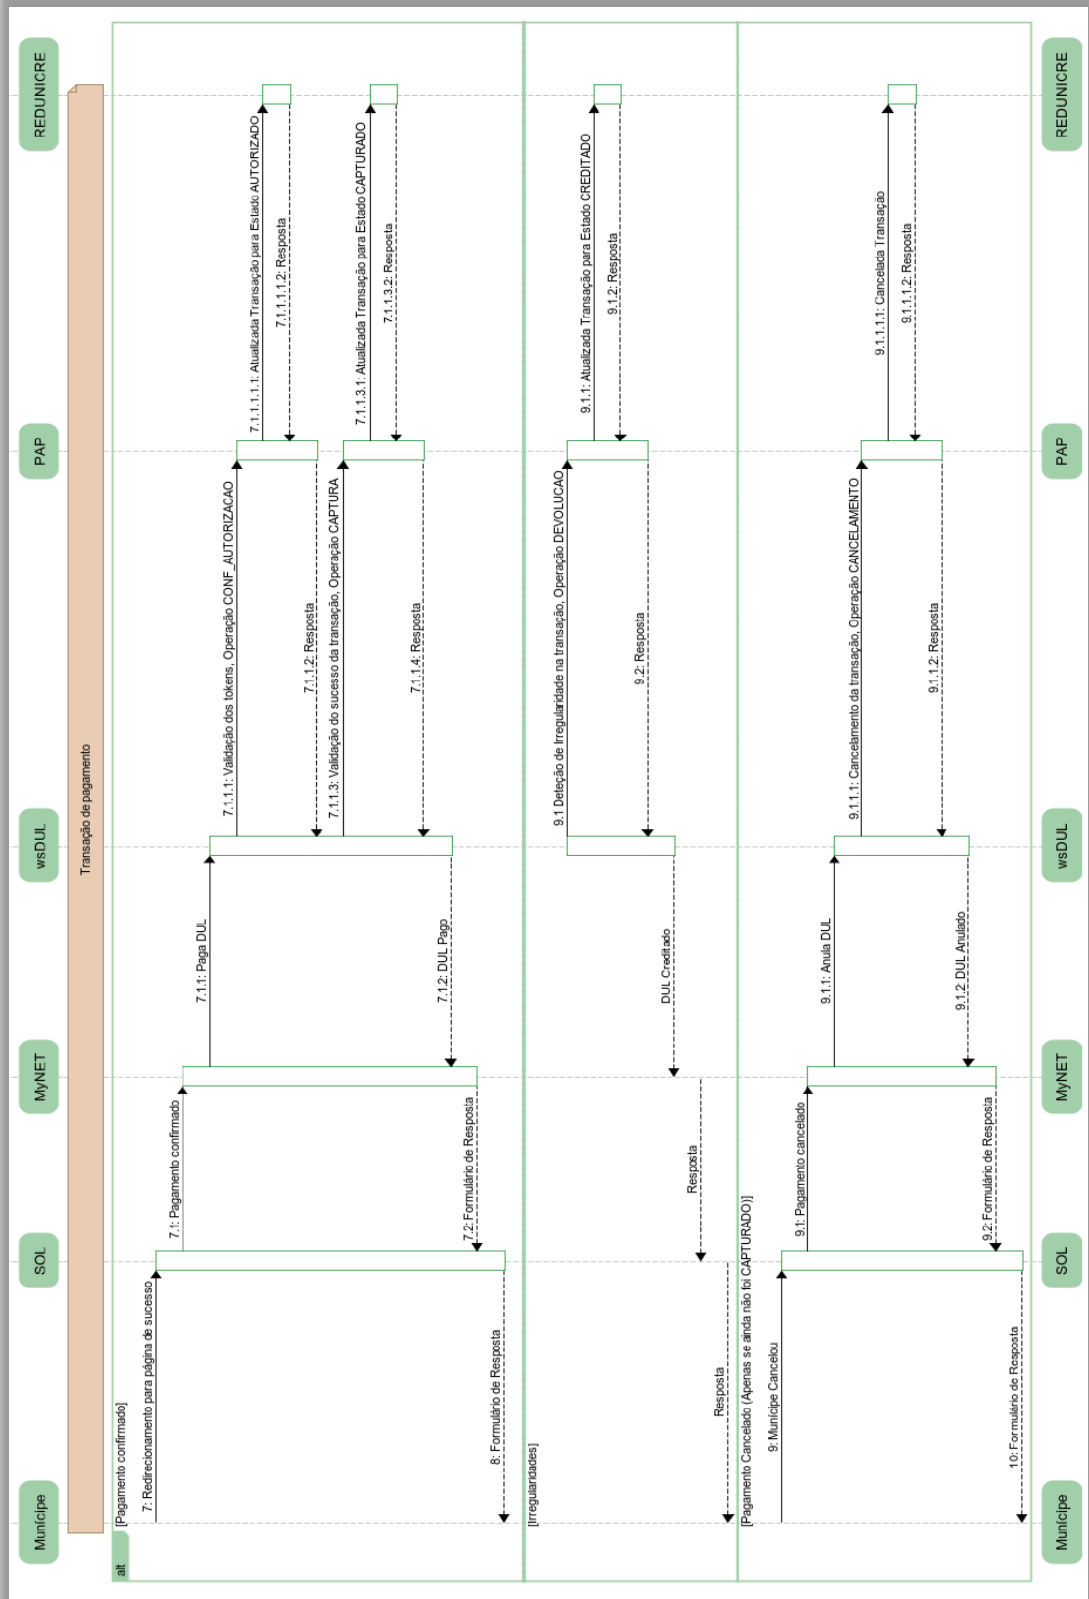 Munícipe
SOL
MyNET
wsDUL
PAP
REDUNICRE
Transação de pagamento
alt
[Pagamento confirmado]
7: Redirecionamento para página de sucesso
7.1: Pagamento confirmado
7.1.1: Paga DUL
7.1.1.1: Validação dos tokens, Operação CONF_AUTORIZACAO
7.1.1.1.1.1: Atualizada Transação para Estado AUTORIZADO
7.1.1.1.1.2: Resposta
7.1.1.2: Resposta
7.1.1.3: Validação do sucesso da transação, Operação CAPTURA
7.1.1.3.1: Atualizada Transação para Estado CAPTURADO
7.1.1.3.2: Resposta
7.1.1.4: Resposta
7.1.2: DUL Pago
7.2: Formulário de Resposta
8: Formulário de Resposta
[Irregularidades]
9.1 Deteção de Irregularidade na transação, Operação DEVOLUCAO
9.1.1: Atualizada Transação para Estado CREDITADO
9.1.2: Resposta
9.2: Resposta
DUL Creditado
Resposta
Resposta
[Pagamento Cancelado (Apenas se ainda não foi CAPTURADO)]
9: Munícipe Cancelou
9.1: Pagamento cancelado
9.1.1: Anula DUL
9.1.1.1: Cancelamento da transação, Operação CANCELAMENTO
9.1.1.1.1: Cancelada Transação
9.1.1.1.2: Resposta
9.1.1.2: Resposta
9.1.2: DUL Anulado
9.2: Formulário de Resposta
10: Formulário de Resposta
Munícipe
SOL
MyNET
wsDUL
PAP
REDUNICRE